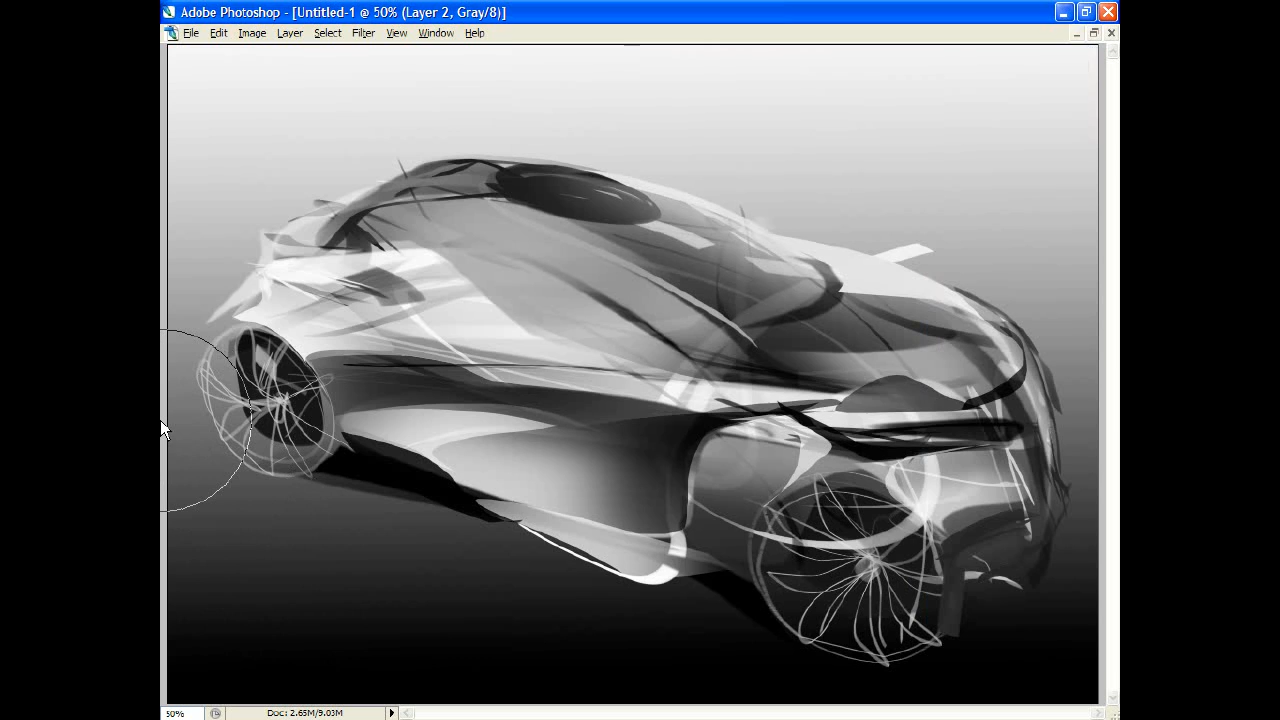 Adobe Photoshop - [Untitled-1 @ 50% (Layer 2, Gray/8)]
File Edit Image Layer Select Filter View Window Help
50% Doc: 2.65M/9.03M